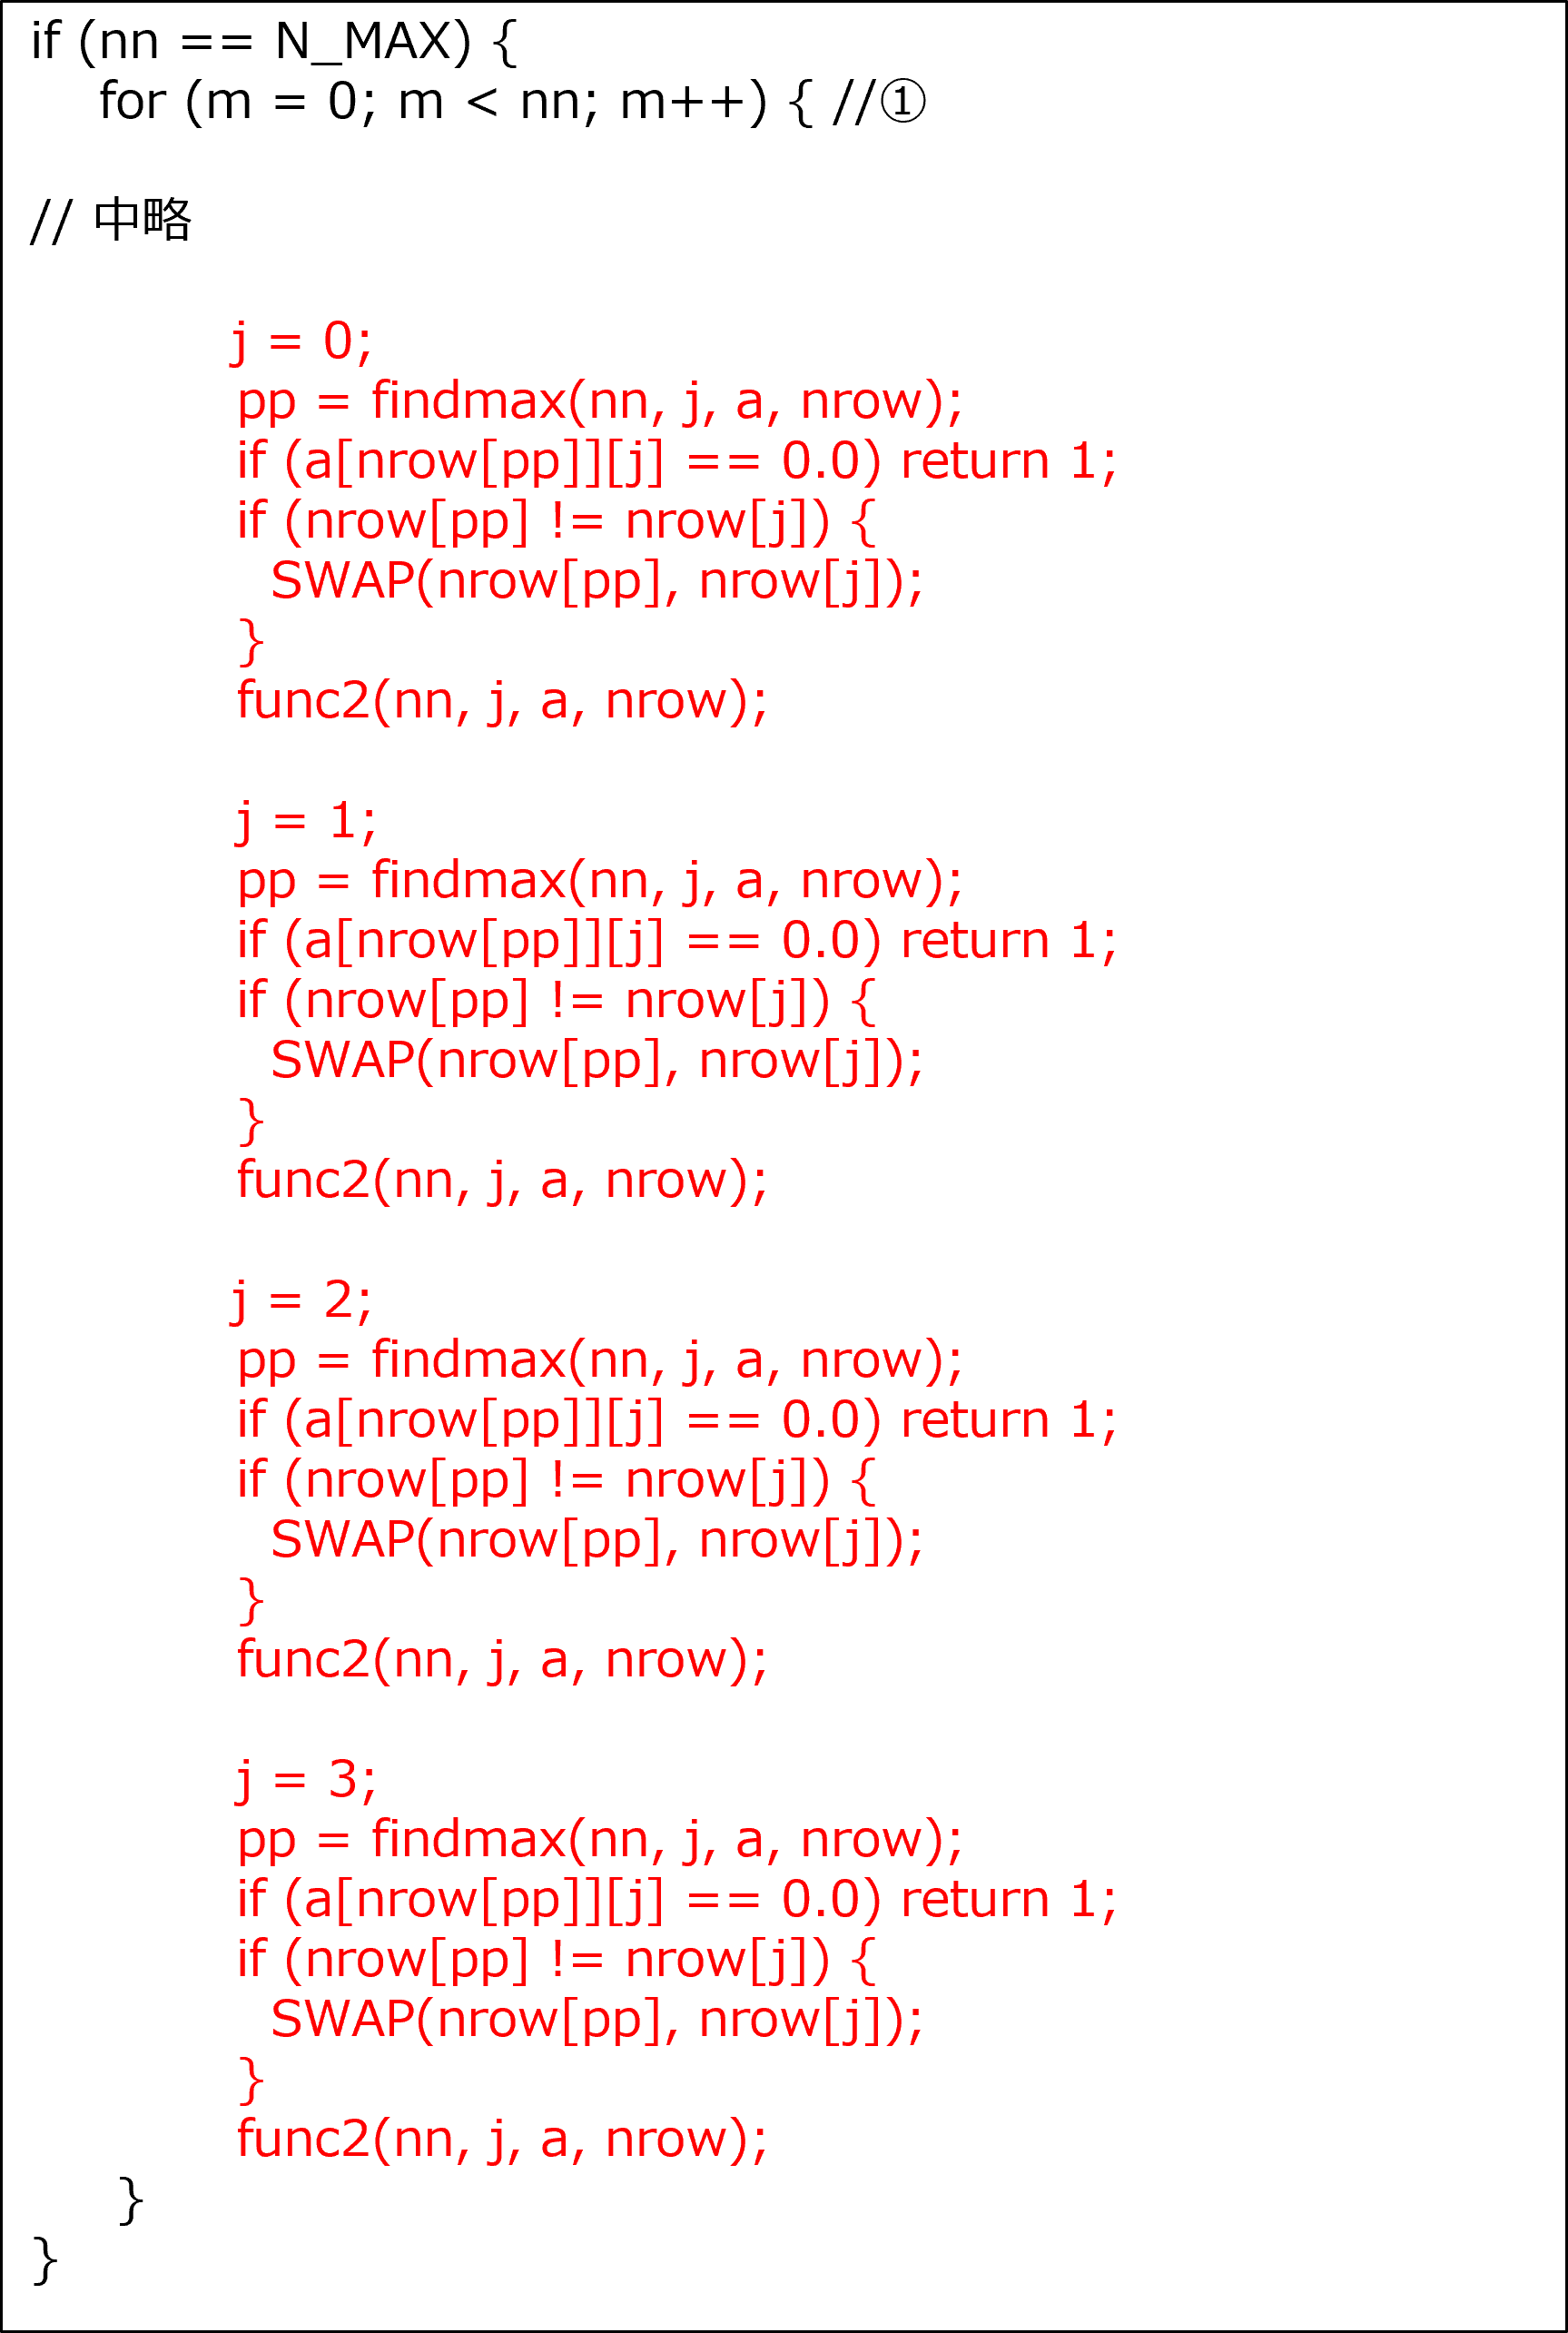 if (nn == N_MAX) {
for (m = 0; m < nn; m++) { //①
// 中略
j = 0;
pp = findmax(nn, j, a, nrow);
if (a[nrow[pp]][j] == 0.0) return 1;
if (nrow[pp] != nrow[j]) {
SWAP(nrow[pp], nrow[j]);
}
func2(nn, j, a, nrow);
j = 1;
pp = findmax(nn, j, a, nrow);
if (a[nrow[pp]][j] == 0.0) return 1;
if (nrow[pp] != nrow[j]) {
SWAP(nrow[pp], nrow[j]);
}
func2(nn, j, a, nrow);
j = 2;
pp = findmax(nn, j, a, nrow);
if (a[nrow[pp]][j] == 0.0) return 1;
if (nrow[pp] != nrow[j]) {
SWAP(nrow[pp], nrow[j]);
}
func2(nn, j, a, nrow);
j = 3;
pp = findmax(nn, j, a, nrow);
if (a[nrow[pp]][j] == 0.0) return 1;
if (nrow[pp] != nrow[j]) {
SWAP(nrow[pp], nrow[j]);
}
func2(nn, j, a, nrow);
}
}